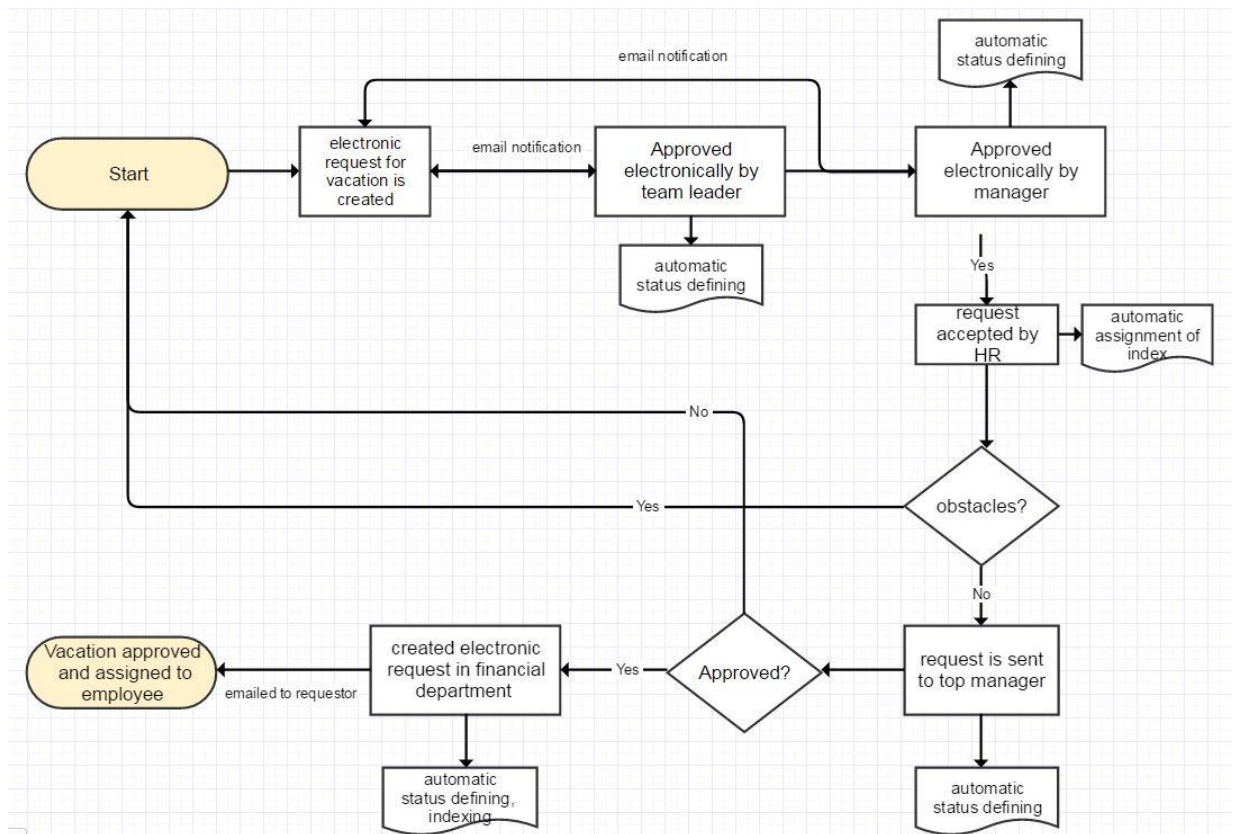 email notification
automatic
status defining
Start
electronic
request for
vacation is
created
email notification
Approved
electronically by
team leader
Approved
electronically by
manager
automatic
status defining
Yes
request
accepted by
HR
automatic
assignment of
index
No
obstacles?
Yes
No
Vacation approved
and assigned to
employee
emailed to requestor
created electronic
request in financial
department
Yes
Approved?
request is sent
to top manager
automatic
status defining,
indexing
automatic
status defining